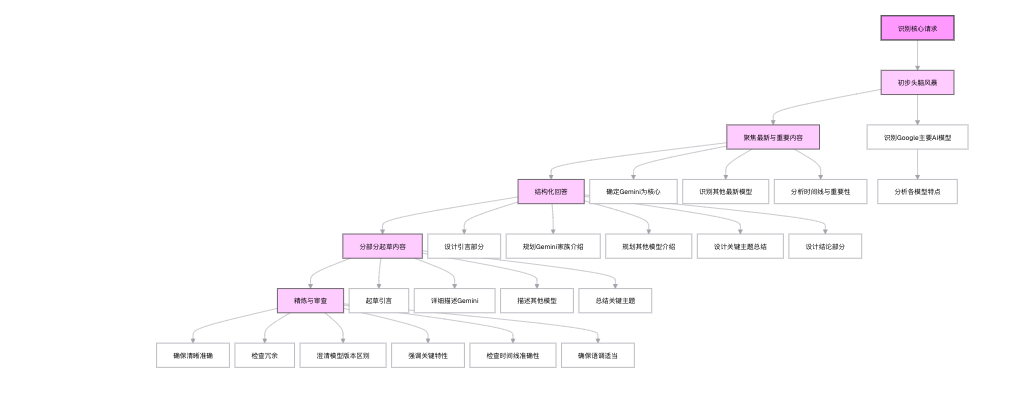 识别核心请求
初步头脑风暴
聚焦最新与重要内容
识别Google主要AI模型
结构化回答
确定Gemini为核心
识别其他最新模型
分析时间线与重要性
分析各模型特点
分部分起草内容
设计引言部分
规划Gemini家族介绍
规划其他模型介绍
设计关键主题总结
设计结论部分
精炼与审查
起草引言
详细描述Gemini
描述其他模型
总结关键主题
确保清晰准确
检查冗余
澄清模型版本区别
强调关键特性
检查时间线准确性
确保语调适当